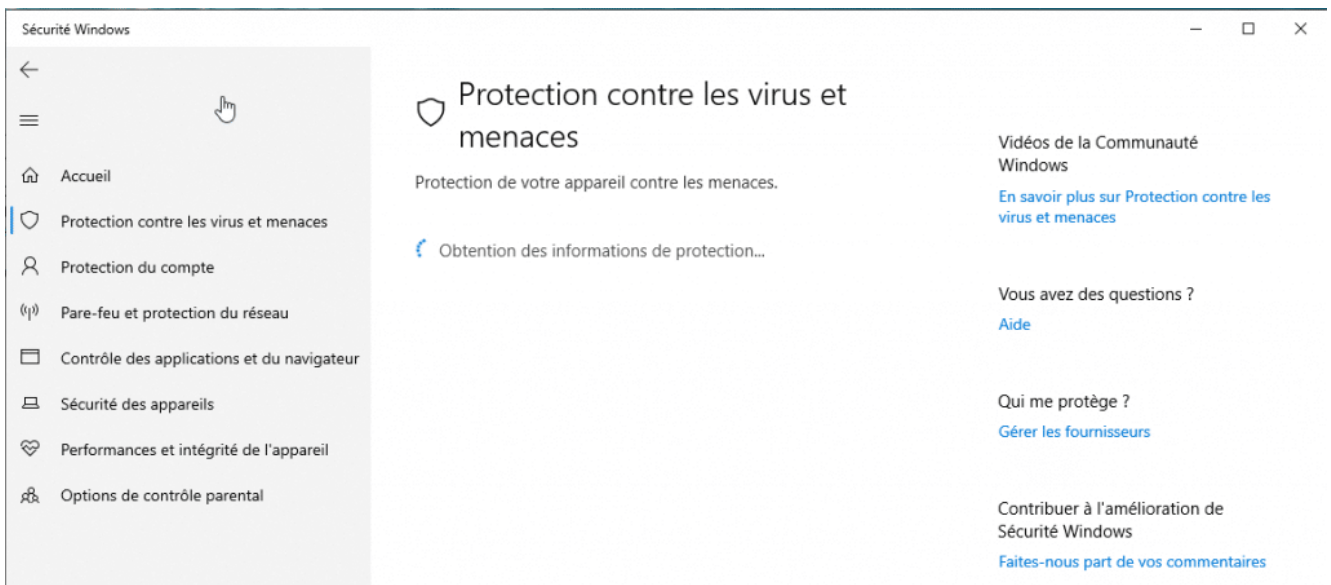 Sécurité Windows
Accueil
Protection contre les virus et menaces
Protection du compte
Pare-feu et protection du réseau
Contrôle des applications et du navigateur
Sécurité des appareils
Performances et intégrité de l'appareil
Options de contrôle parental
Protection contre les virus et
menaces
Protection de votre appareil contre les menaces.
Obtention des informations de protection...
Vidéos de la Communauté
Windows
En savoir plus sur Protection contre les
virus et menaces
Vous avez des questions ?
Aide
Qui me protège ?
Gérer les fournisseurs
Contribuer à l'amélioration de
Sécurité Windows
Faites-nous part de vos commentaires